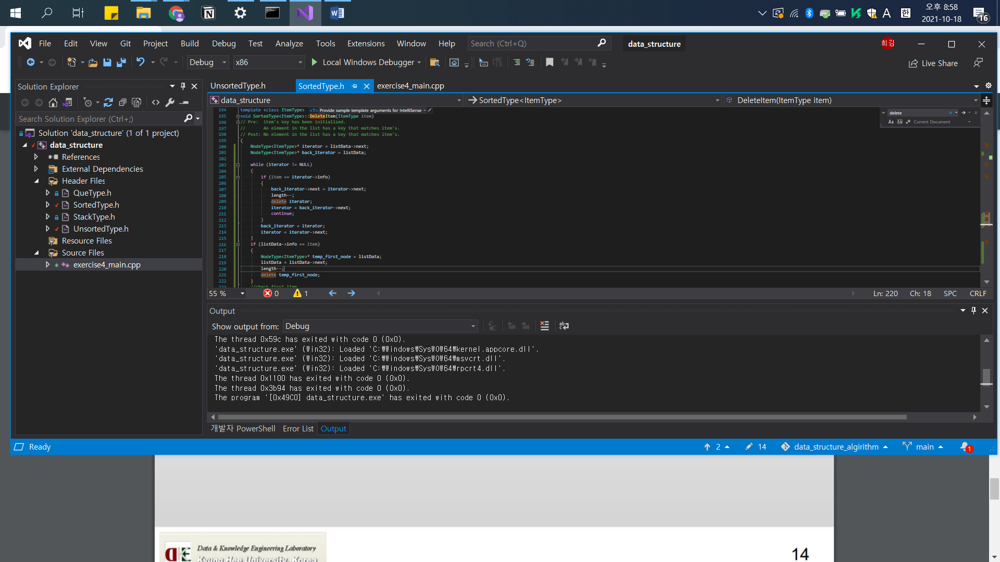 오후 8:58
2021-10-18
16
A
한
File Edit View Git Project Build Debug Test Analyze Tools Extensions Window Help
Search (Ctrl+Q)
data_structure
희김
Debug
x86
Local Windows Debugger
Live Share
Solution Explorer
Search Solution Explorer (Ctrl+;)
Solution 'data_structure' (1 of 1 project)
data_structure
References
External Dependencies
Header Files
QueType.h
SortedType.h
StackType.h
UnsortedType.h
Resource Files
Source Files
exercise4_main.cpp
UnsortedType.h SortedType.h exercise4_main.cpp
data_structure SortedType<ItemType> DeleteItem(ItemType item)
delete
Aa Current Document
194 template <class ItemType> <T> Provide sample template arguments for IntelliSense
195 void SortedType<ItemType>::DeleteItem(ItemType item)
196 // Pre: item's key has been initialized.
197 // An element in the list has a key that matches item's.
198 // Post: No element in the list has a key that matches item's.
199 {
200 NodeType<ItemType>* iterator = listData->next;
201 NodeType<ItemType>* back_iterator = listData;
202
203 while (iterator != NULL)
204 {
205 if (item == iterator->info)
206 {
207 back_iterator->next = iterator->next;
208 length--;
209 delete iterator;
210 iterator = back_iterator->next;
211 continue;
212 }
213 back_iterator = iterator;
214 iterator = iterator->next;
215 }
216 if (listData->info == item)
217 {
218 NodeType<ItemType>* temp_first_node = listData;
219 listData = listData->next;
220 length--;
221 delete temp_first_node;
222 }
223 //check first item
55 % 0 1 Ln: 220 Ch: 18 SPC CRLF
Output
Show output from: Debug
The thread 0x59c has exited with code 0 (0x0).
'data_structure.exe' (Win32): Loaded 'C:₩Windows₩SysWOW64₩kernel.appcore.dll'.
'data_structure.exe' (Win32): Loaded 'C:₩Windows₩SysWOW64₩msvcrt.dll'.
'data_structure.exe' (Win32): Loaded 'C:₩Windows₩SysWOW64₩rpcrt4.dll'.
The thread 0x1100 has exited with code 0 (0x0).
The thread 0x3b94 has exited with code 0 (0x0).
The program '[0x49C0] data_structure.exe' has exited with code 0 (0x0).
개발자 PowerShell Error List Output
Ready
2 14 data_structure_algirithm main 1
Data & Knowledge Engineering Laboratory
Kyung Hee University, Korea
14